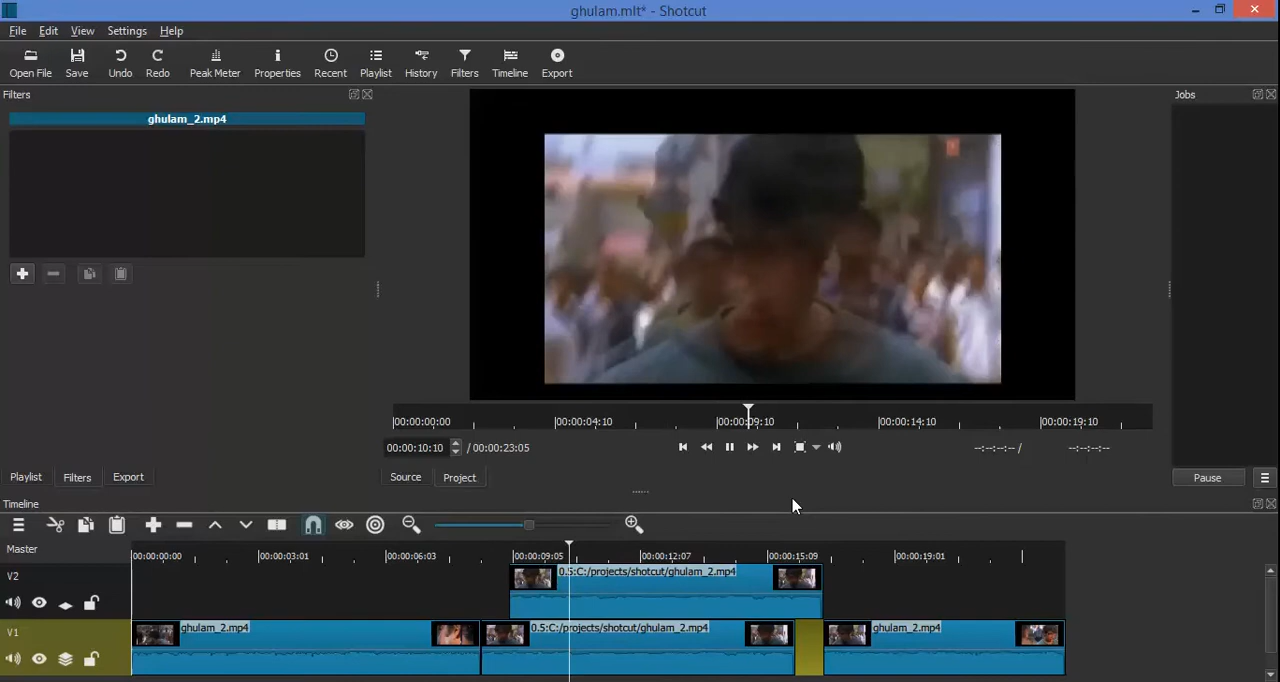 ghulam.mlt* - Shotcut
File Edit View Settings Help
Open File Save Undo Redo Peak Meter Properties Recent Playlist History Filters Timeline Export
Filters
Jobs
ghulam_2.mp4
00:00:00:00 00:00:04:10 00:00:09:10 00:00:14:10 00:00:19:10
00:00:10:10 / 00:00:23:05 --:--:--:-- / --:--:--:--
Playlist Filters Export
Source Project
Pause
Timeline
Master
00:00:00:00 00:00:03:01 00:00:06:03 00:00:09:05 00:00:12:07 00:00:15:09 00:00:19:01
V2
0.5:C:/projects/shotcut/ghulam_2.mp4
V1
ghulam_2.mp4 0.5:C:/projects/shotcut/ghulam_2.mp4 ghulam_2.mp4